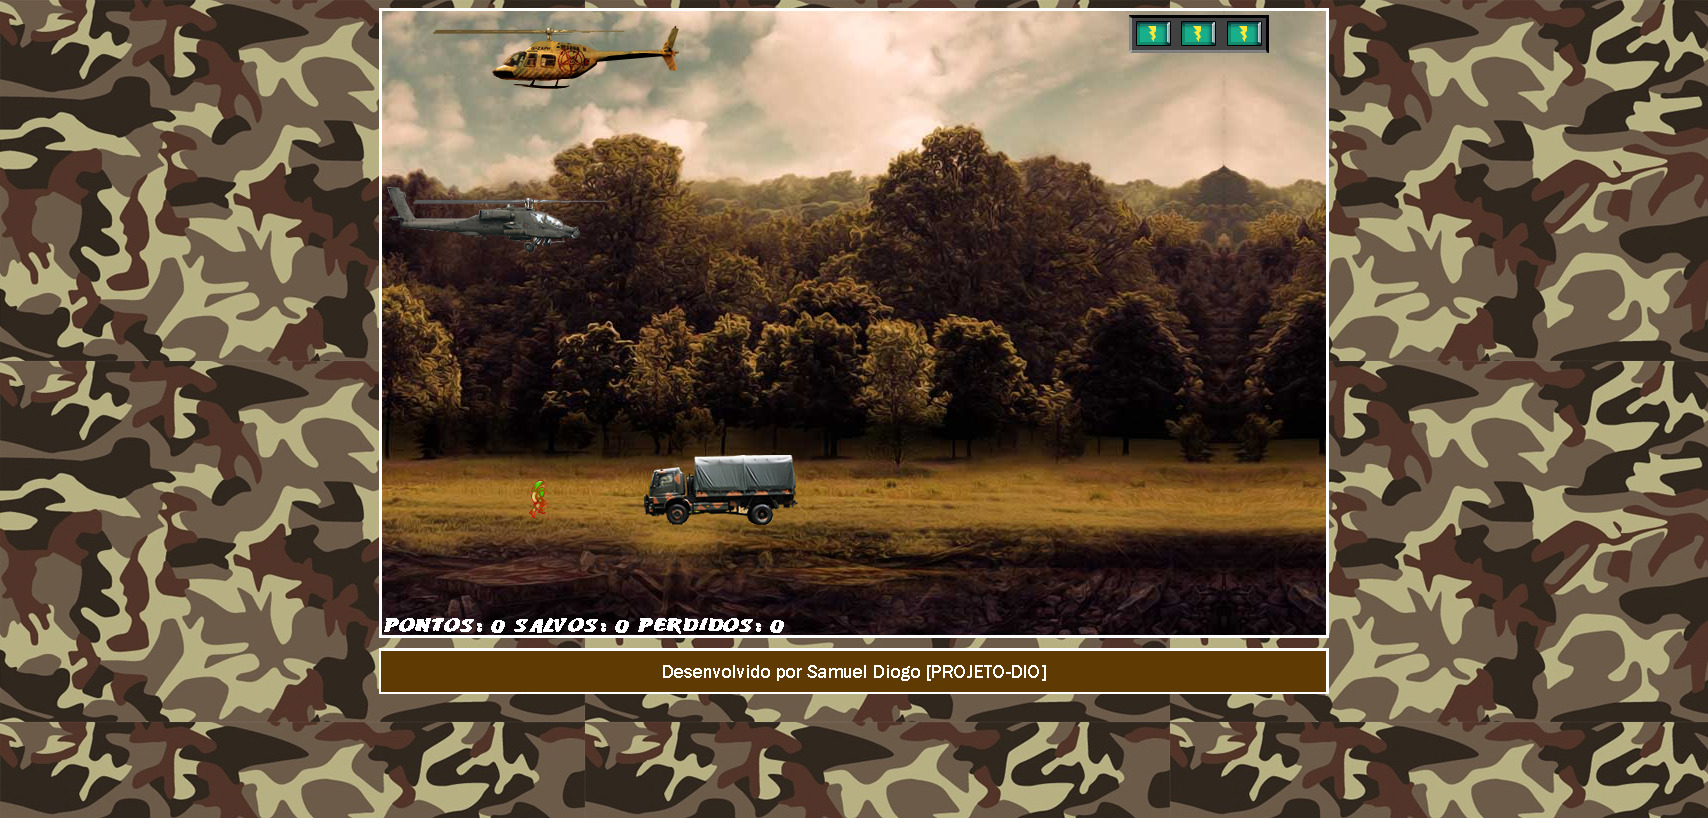 PONTOS: 0 SALVOS: 0 PERDIDOS: 0
Desenvolvido por Samuel Diogo [PROJETO-DIO]